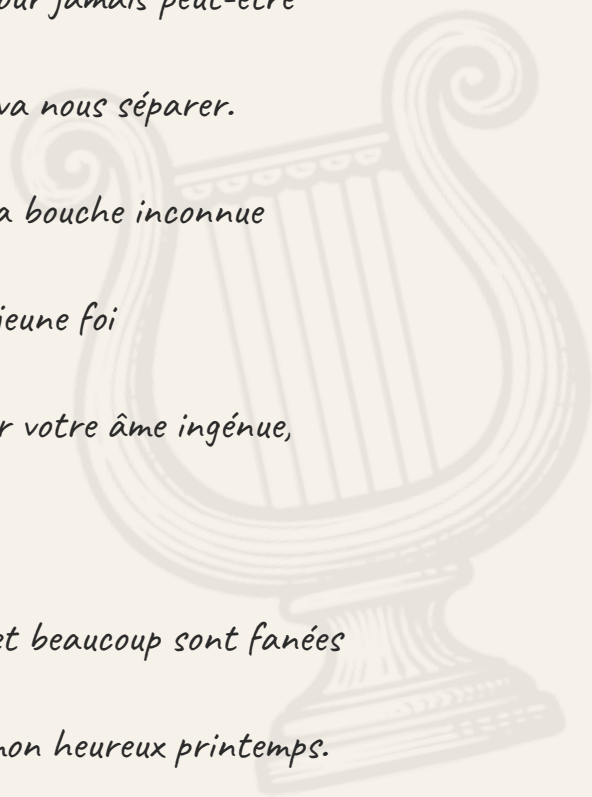 jamais peut-être
va nous séparer.
bouche inconnue
jeune foi
votre âme ingénue,
et beaucoup sont fanées
mon heureux printemps.